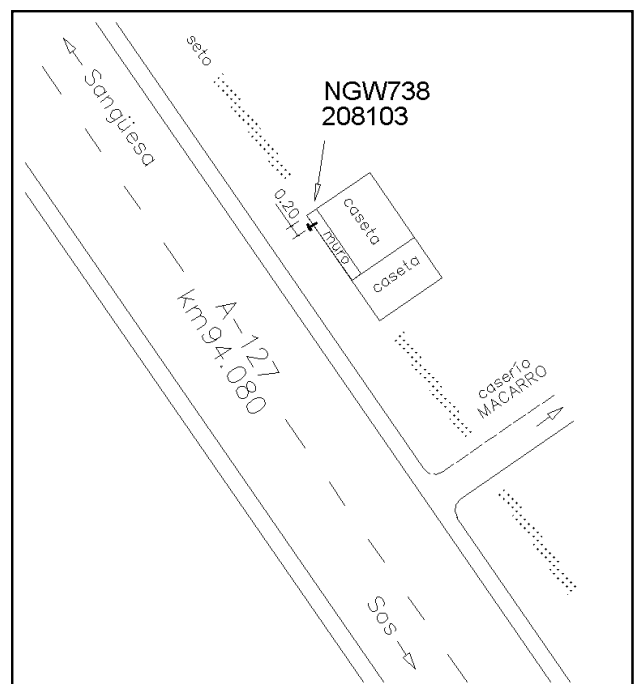 seto
Sangüesa
NGW738
208103
0.20
muro
caseta
caseta
A-127
km94.080
caserío
MACARRO
Sos